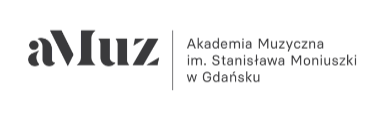 aMuz
Akademia Muzyczna
im. Stanisława Moniuszki
w Gdańsku